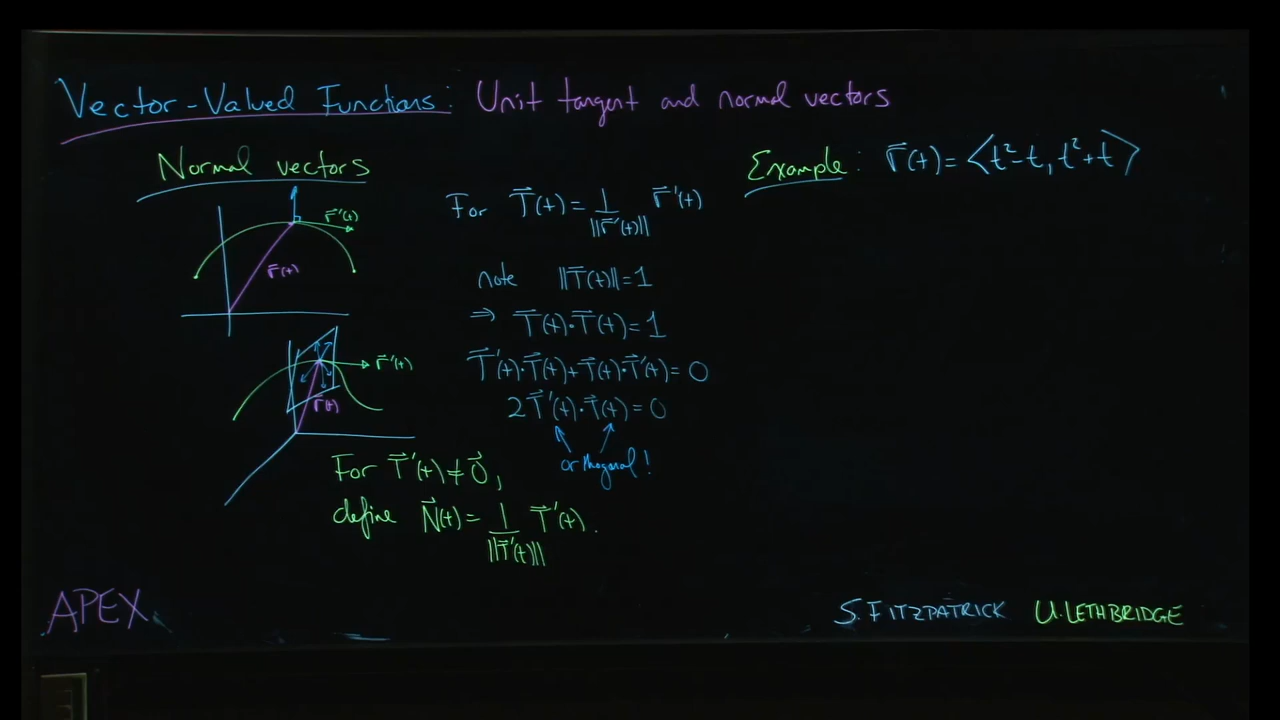 Vector-Valued Functions: Unit tangent and normal vectors
Normal vectors
r⃗'(t)
r⃗(t)
r⃗'(t)
r⃗(t)
For T⃗(t) = 1/||r⃗'(t)|| r⃗'(t)
note ||T⃗(t)|| = 1
⇒ T⃗(t)·T⃗(t) = 1
T⃗'(t)·T⃗(t) + T⃗(t)·T⃗'(t) = 0
2T⃗'(t)·T⃗(t) = 0
orthogonal!
For T⃗'(t) ≠ 0⃗,
define N⃗(t) = 1/||T⃗'(t)|| T⃗'(t).
Example: r⃗(t) = ⟨t²-t, t²+t⟩
APEX
S. FITZPATRICK U. LETHBRIDGE